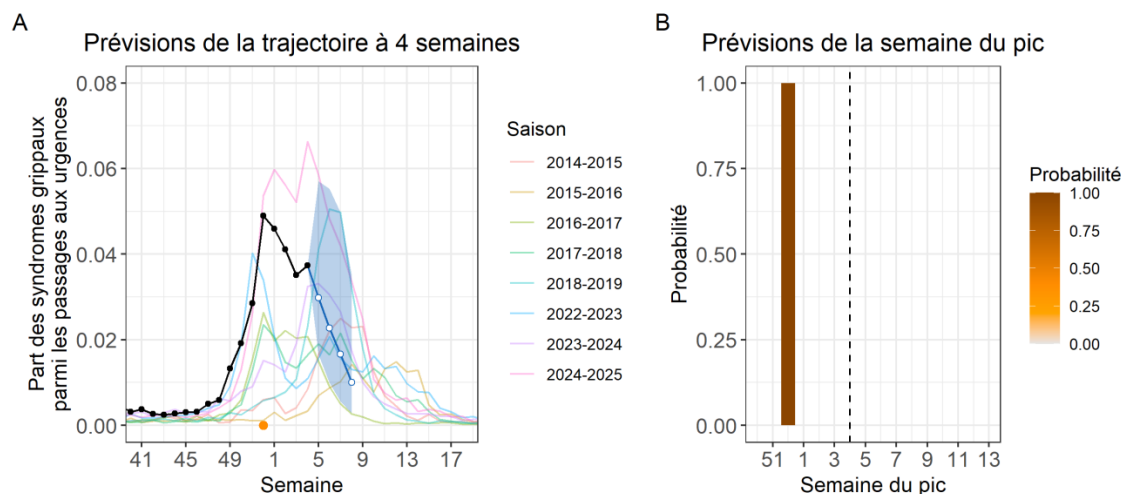 A
Prévisions de la trajectoire à 4 semaines
Part des syndromes grippaux
parmi les passages aux urgences
0.08
0.06
0.04
0.02
0.00
41 45 49 1 5 9 13 17
Semaine
Saison
2014-2015
2015-2016
2016-2017
2017-2018
2018-2019
2022-2023
2023-2024
2024-2025
B
Prévisions de la semaine du pic
Probabilité
1.00
0.75
0.50
0.25
0.00
51 1 3 5 7 9 11 13
Semaine du pic
Probabilité
1.00
0.75
0.50
0.25
0.00